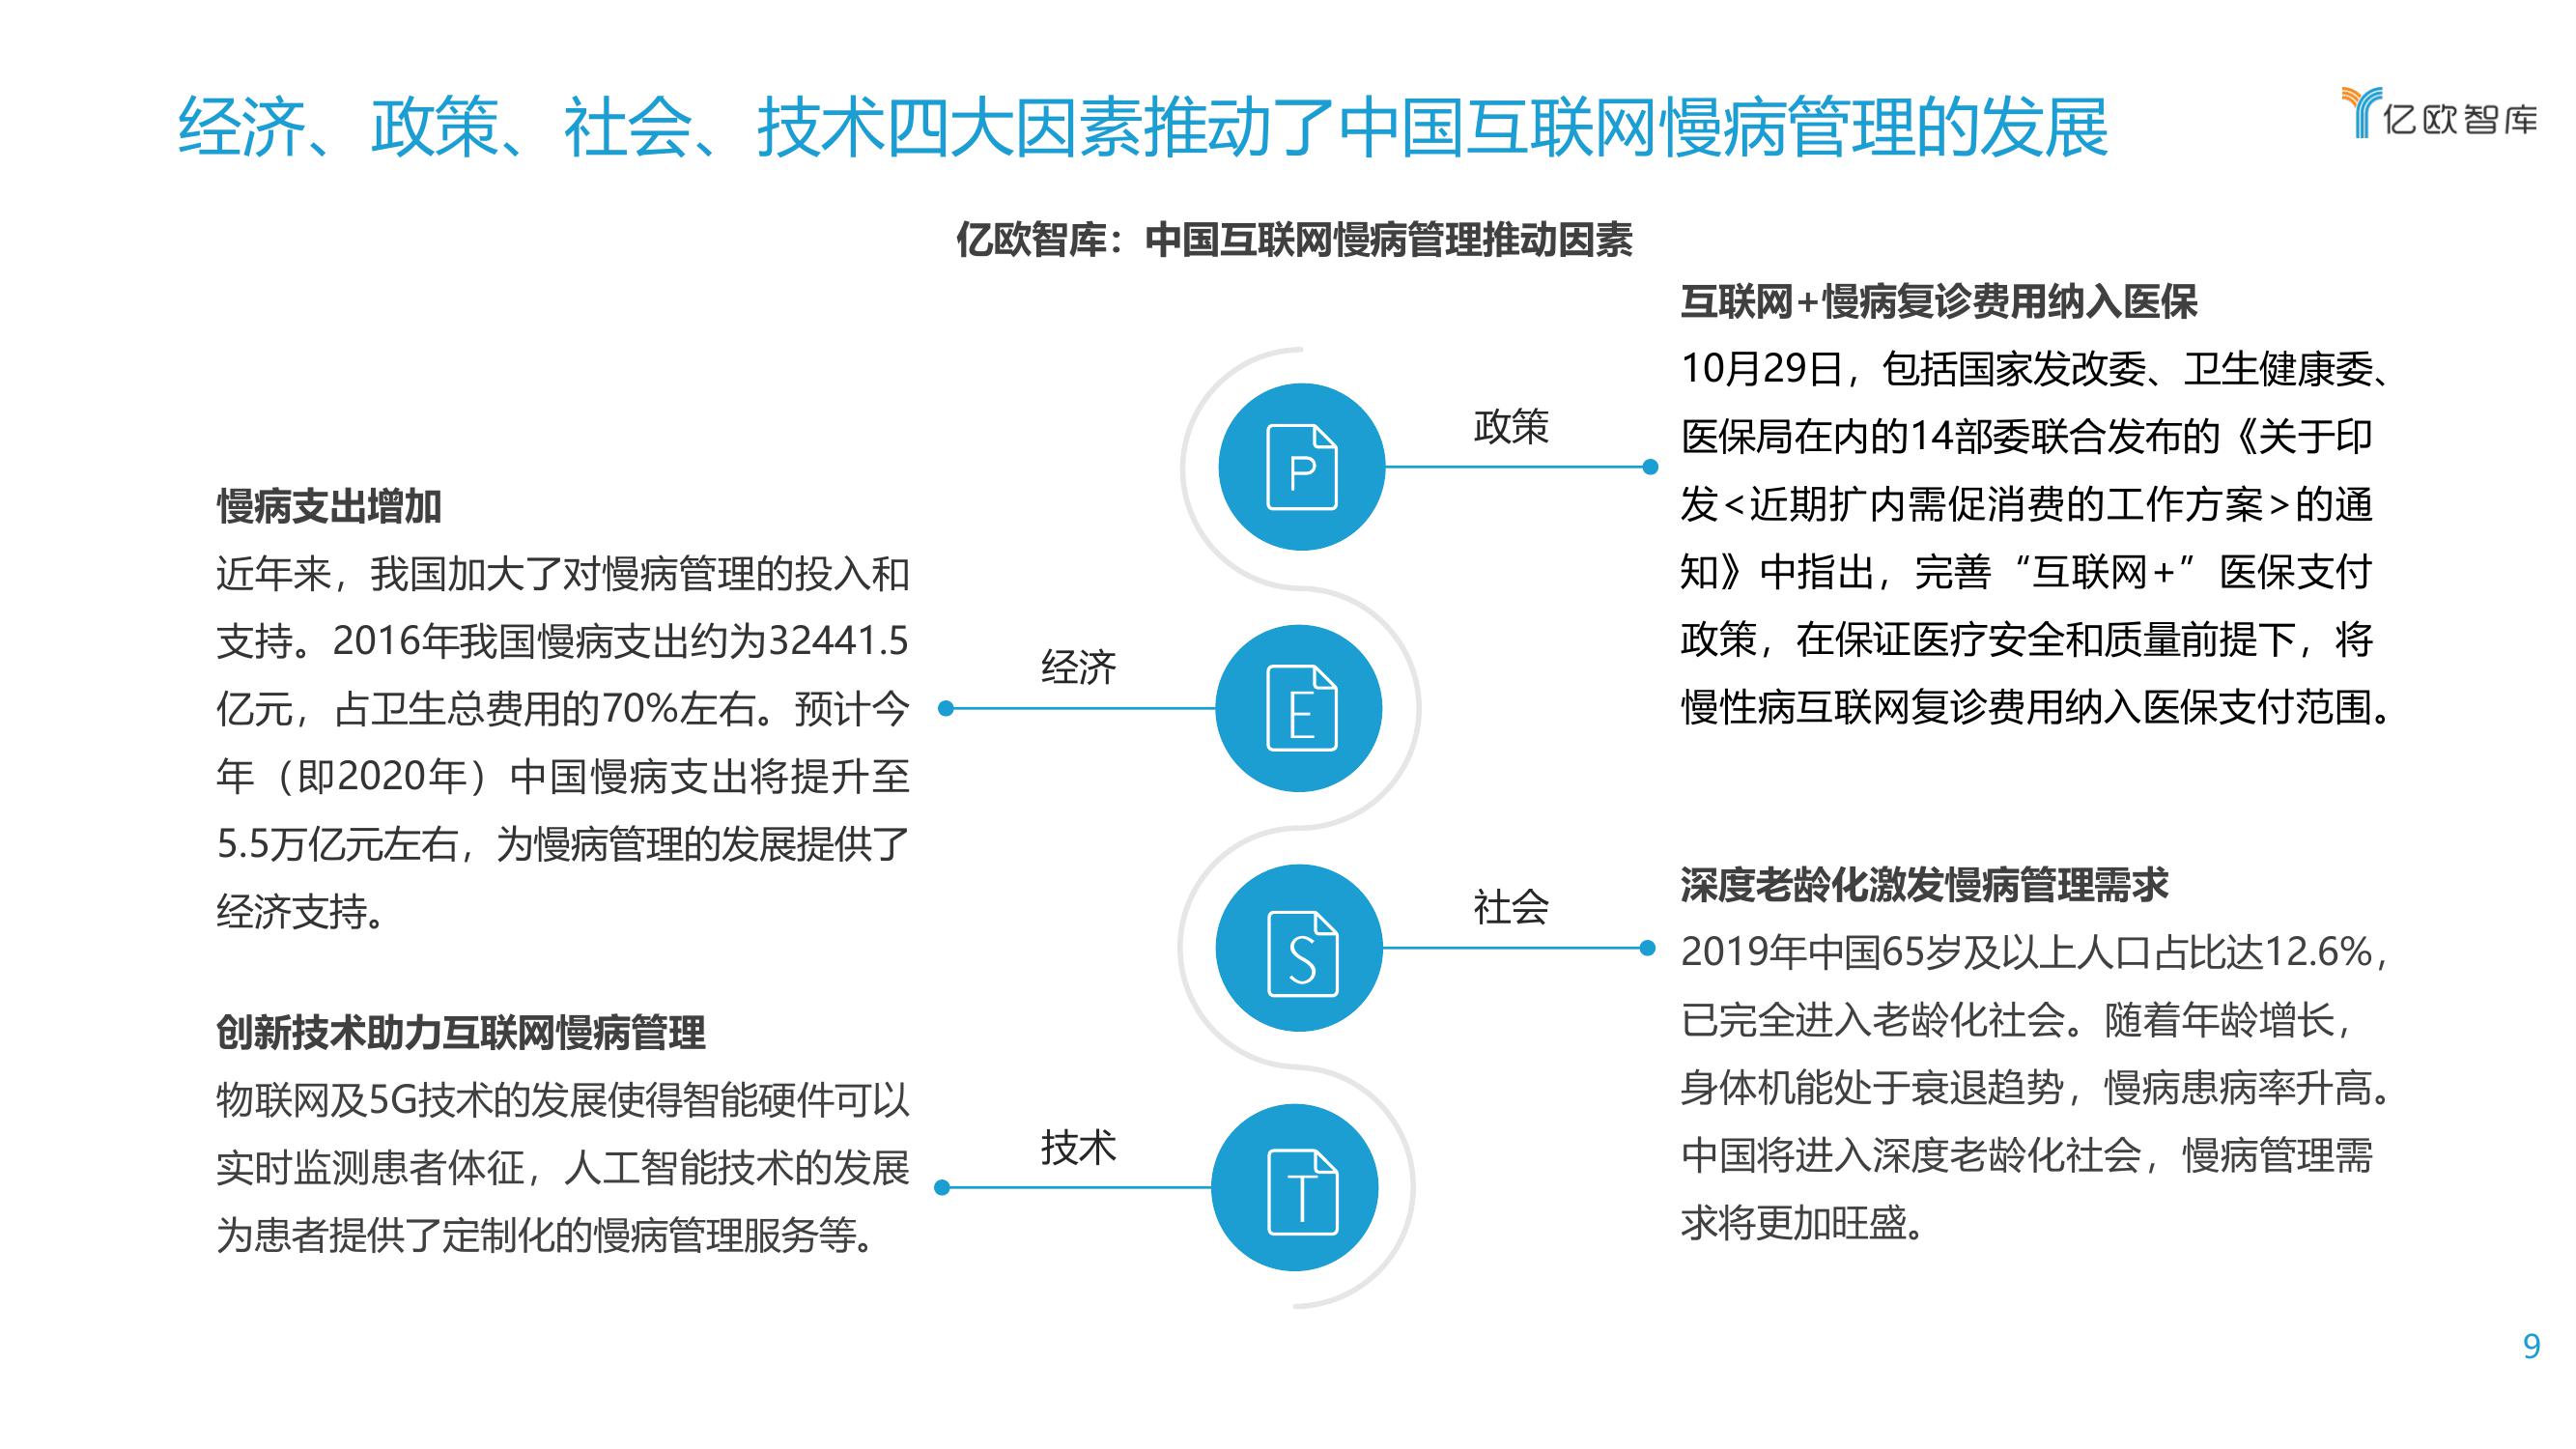 经济、政策、社会、技术四大因素推动了中国互联网慢病管理的发展
亿欧智库
亿欧智库：中国互联网慢病管理推动因素
互联网+慢病复诊费用纳入医保
10月29日，包括国家发改委、卫生健康委、
医保局在内的14部委联合发布的《关于印
发<近期扩内需促消费的工作方案>的通
知》中指出，完善“互联网+”医保支付
政策，在保证医疗安全和质量前提下，将
慢性病互联网复诊费用纳入医保支付范围。
P
政策
慢病支出增加
近年来，我国加大了对慢病管理的投入和
支持。2016年我国慢病支出约为32441.5
亿元，占卫生总费用的70%左右。预计今
年（即2020年）中国慢病支出将提升至
5.5万亿元左右，为慢病管理的发展提供了
经济支持。
经济
E
S
社会
深度老龄化激发慢病管理需求
2019年中国65岁及以上人口占比达12.6%，
已完全进入老龄化社会。随着年龄增长，
身体机能处于衰退趋势，慢病患病率升高。
中国将进入深度老龄化社会，慢病管理需
求将更加旺盛。
创新技术助力互联网慢病管理
物联网及5G技术的发展使得智能硬件可以
实时监测患者体征，人工智能技术的发展
为患者提供了定制化的慢病管理服务等。
技术
T
9